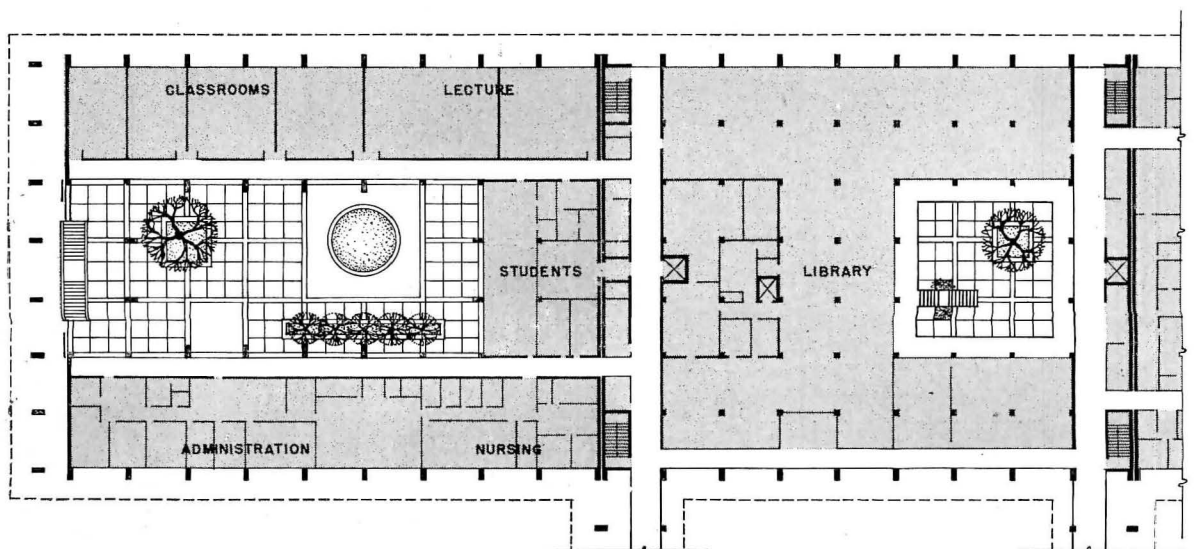 CLASSROOMS
LECTURE
STUDENTS
LIBRARY
ADMINISTRATION
NURSING